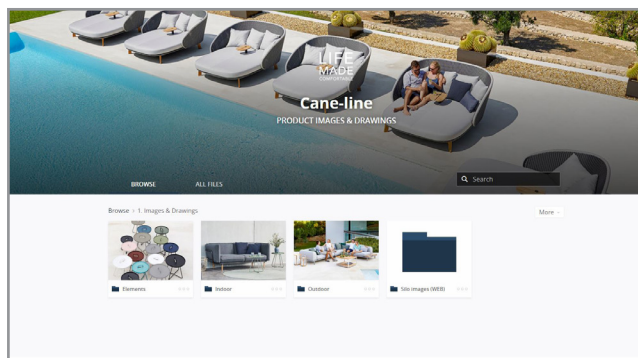 LIFE
MADE
COMFORTABLE
Cane-line
PRODUCT IMAGES & DRAWINGS
BROWSE ALL FILES Search
Browse > 1. Images & Drawings More
Elements Indoor Outdoor Silo images (WEB)